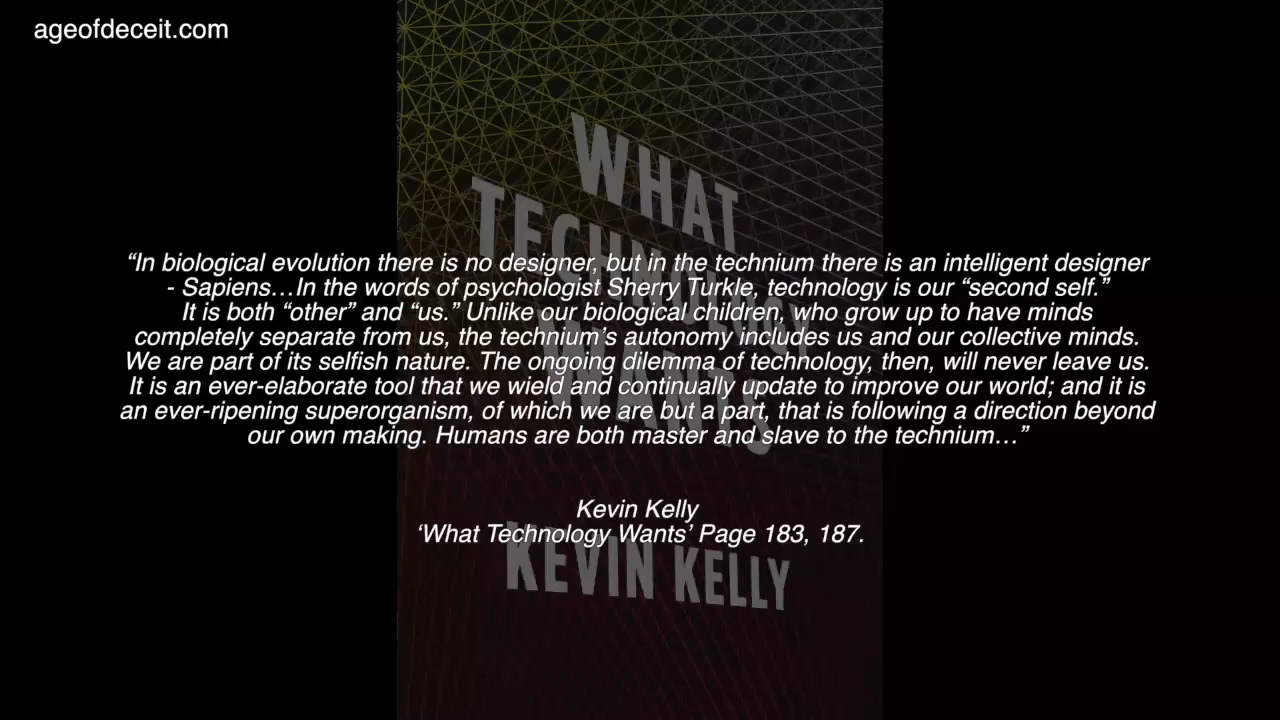 ageofdeceit.com
WHAT
TECHNOLOGY
WANTS
“In biological evolution there is no designer, but in the technium there is an intelligent designer
- Sapiens…In the words of psychologist Sherry Turkle, technology is our “second self.”
It is both “other” and “us.” Unlike our biological children, who grow up to have minds
completely separate from us, the technium’s autonomy includes us and our collective minds.
We are part of its selfish nature. The ongoing dilemma of technology, then, will never leave us.
It is an ever-elaborate tool that we wield and continually update to improve our world; and it is
an ever-ripening superorganism, of which we are but a part, that is following a direction beyond
our own making. Humans are both master and slave to the technium…”
Kevin Kelly
‘What Technology Wants’ Page 183, 187.
KEVIN KELLY